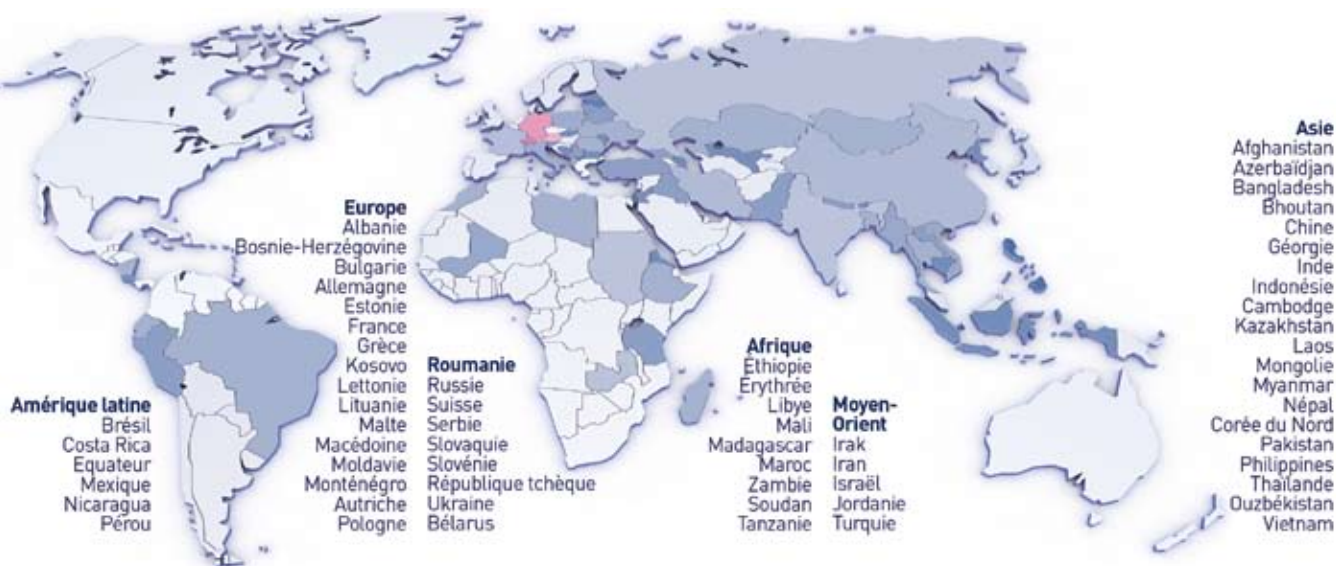 Europe
Albanie
Bosnie-Herzégovine
Bulgarie
Allemagne
Estonie
France
Grèce
Kosovo
Lettonie
Lituanie
Malte
Macédoine
Moldavie
Monténégro
Autriche
Pologne
Roumanie
Russie
Suisse
Serbie
Slovaquie
Slovénie
République tchèque
Ukraine
Bélarus
Amérique latine
Brésil
Costa Rica
Equateur
Mexique
Nicaragua
Pérou
Afrique
Éthiopie
Érythrée
Libye
Mali
Madagascar
Maroc
Zambie
Soudan
Tanzanie
Moyen-
Orient
Irak
Iran
Israël
Jordanie
Turquie
Asie
Afghanistan
Azerbaïdjan
Bangladesh
Bhoutan
Chine
Géorgie
Inde
Indonésie
Cambodge
Kazakhstan
Laos
Mongolie
Myanmar
Népal
Corée du Nord
Pakistan
Philippines
Thaïlande
Ouzbékistan
Vietnam